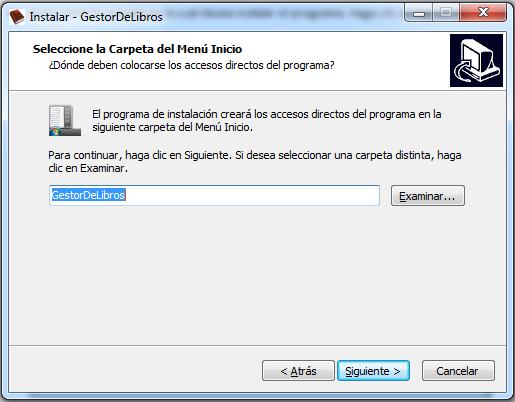 Instalar - GestorDeLibros
Seleccione la Carpeta del Menú Inicio
¿Dónde deben colocarse los accesos directos del programa?
El programa de instalación creará los accesos directos del programa en la
siguiente carpeta del Menú Inicio.
Para continuar, haga clic en Siguiente. Si desea seleccionar una carpeta distinta, haga
clic en Examinar.
GestorDeLibros
Examinar...
< Atrás
Siguiente >
Cancelar